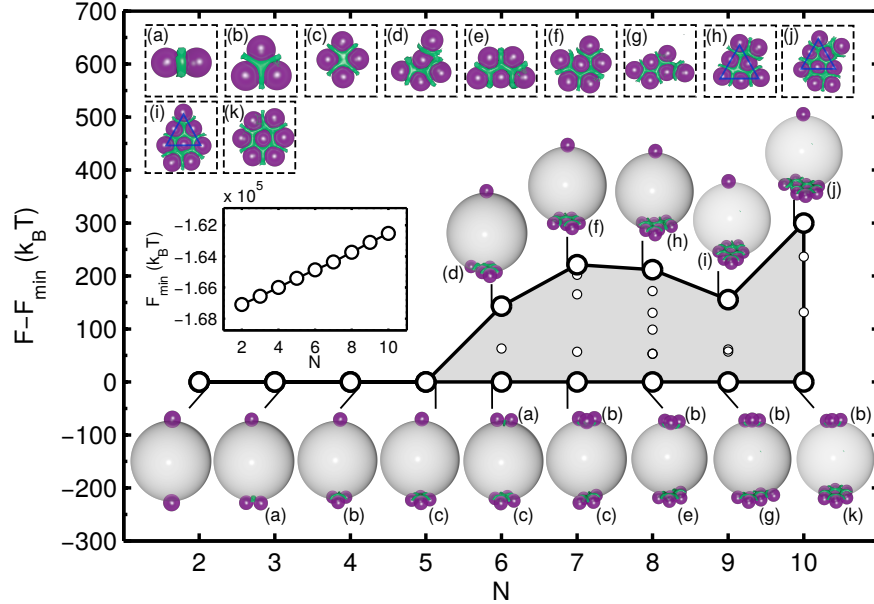 700
600
500
400
300
200
100
0
−100
−200
−300
F−F_min (k_BT)
(a)
(b)
(c)
(d)
(e)
(f)
(g)
(h)
(j)
(i)
(k)
x 10^5
−1.62
−1.64
−1.66
−1.68
F_min (k_BT)
2 4 6 8 10
N
(d)
(f)
(h)
(i)
(j)
(a)
(b)
(b)
(b)
(b)
(a)
(b)
(c)
(c)
(c)
(e)
(g)
(k)
2 3 4 5 6 7 8 9 10
N